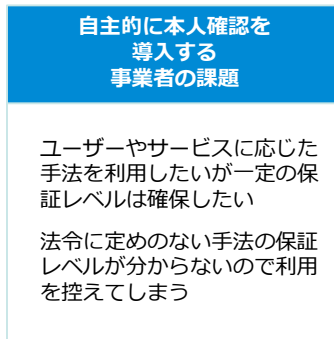 自主的に本人確認を
導入する
事業者の課題
ユーザーやサービスに応じた
手法を利用したいが一定の保
証レベルは確保したい
法令に定めのない手法の保証
レベルが分からないので利用
を控えてしまう